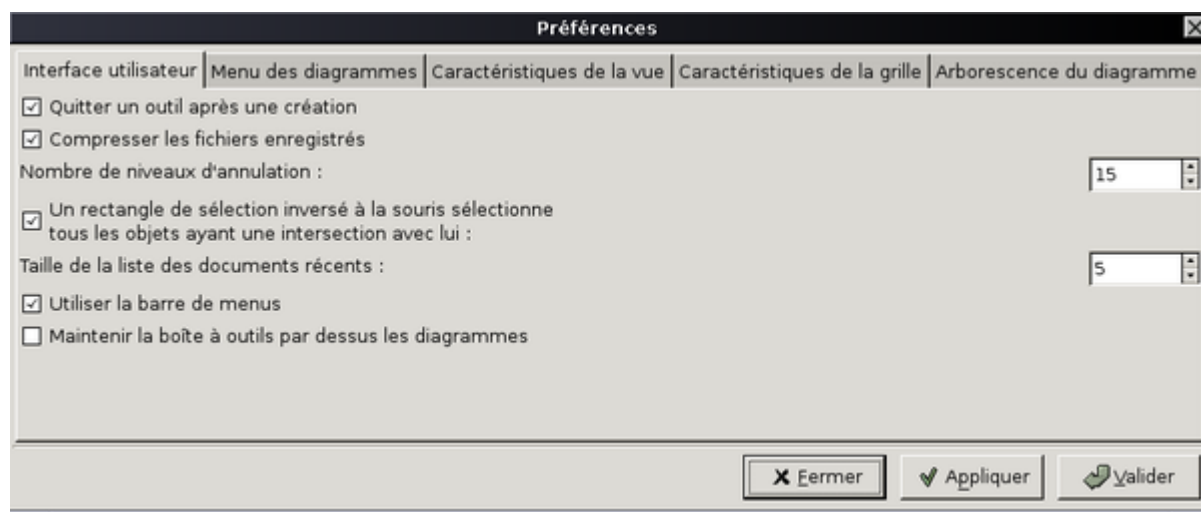 Préférences
Interface utilisateur Menu des diagrammes Caractéristiques de la vue Caractéristiques de la grille Arborescence du diagramme
Quitter un outil après une création
Compresser les fichiers enregistrés
Nombre de niveaux d'annulation : 15
Un rectangle de sélection inversé à la souris sélectionne
tous les objets ayant une intersection avec lui :
Taille de la liste des documents récents : 5
Utiliser la barre de menus
Maintenir la boîte à outils par dessus les diagrammes
Fermer Appliquer Valider